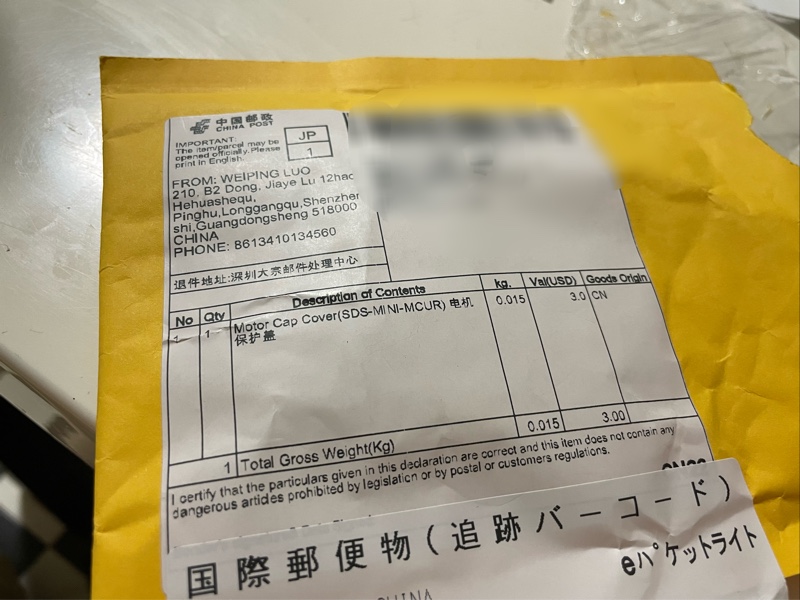 中国邮政
CHINA POST
IMPORTANT:
The item/parcel may be
opened officially.Please
print in English.
JP
1
FROM: WEIPING LUO
210, B2 Dong, Jiaye Lu 12hao
Hehuashequ,
Pinghu,Longgangqu,Shenzhen
shi,Guangdongsheng 518000
CHINA
PHONE: 8613410134560
退件地址:深圳大宗邮件处理中心
No Qty Description of Contents kg. Val(USD) Goods Origin
1 1 Motor Cap Cover(SDS-MINI-MCUR) 电机 0.015 3.0 CN
保护盖
1 Total Gross Weight(Kg) 0.015 3.00
I certify that the particulars given in this declaration are correct and this item does not contain any
dangerous articles prohibited by legislation or by postal or customs regulations.
国際郵便物(追跡バーコード)
eパケットライト
CHINA